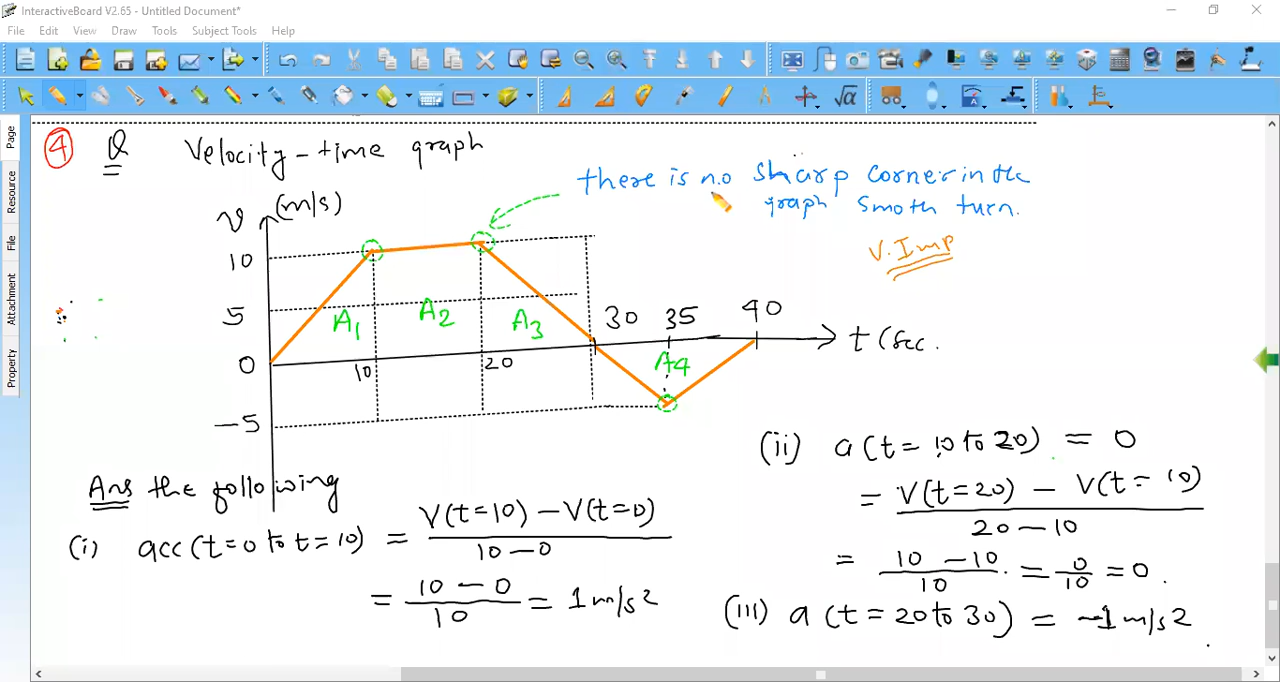 InteractiveBoard V2.65 - Untitled Document*
File Edit View Draw Tools Subject Tools Help
Page
Resource
File
Attachment
Property
4 Q Velocity-time graph
there is no sharp corner in the
graph smoth turn.
V. Imp
v (m/s)
10
5
0
-5
A1 A2 A3 A4
10 20 30 35 40
t (sec.
Ans the following
(i) acc (t=0 to t=10) = V(t=10) - V(t=0) / 10-0
= 10-0 / 10 = 1 m/s2
(ii) a (t=10 to 20) = 0
= V(t=20) - V(t=10) / 20-10
= 10-10 / 10 = 0/10 = 0.
(iii) a (t=20 to 30) = -1 m/s2